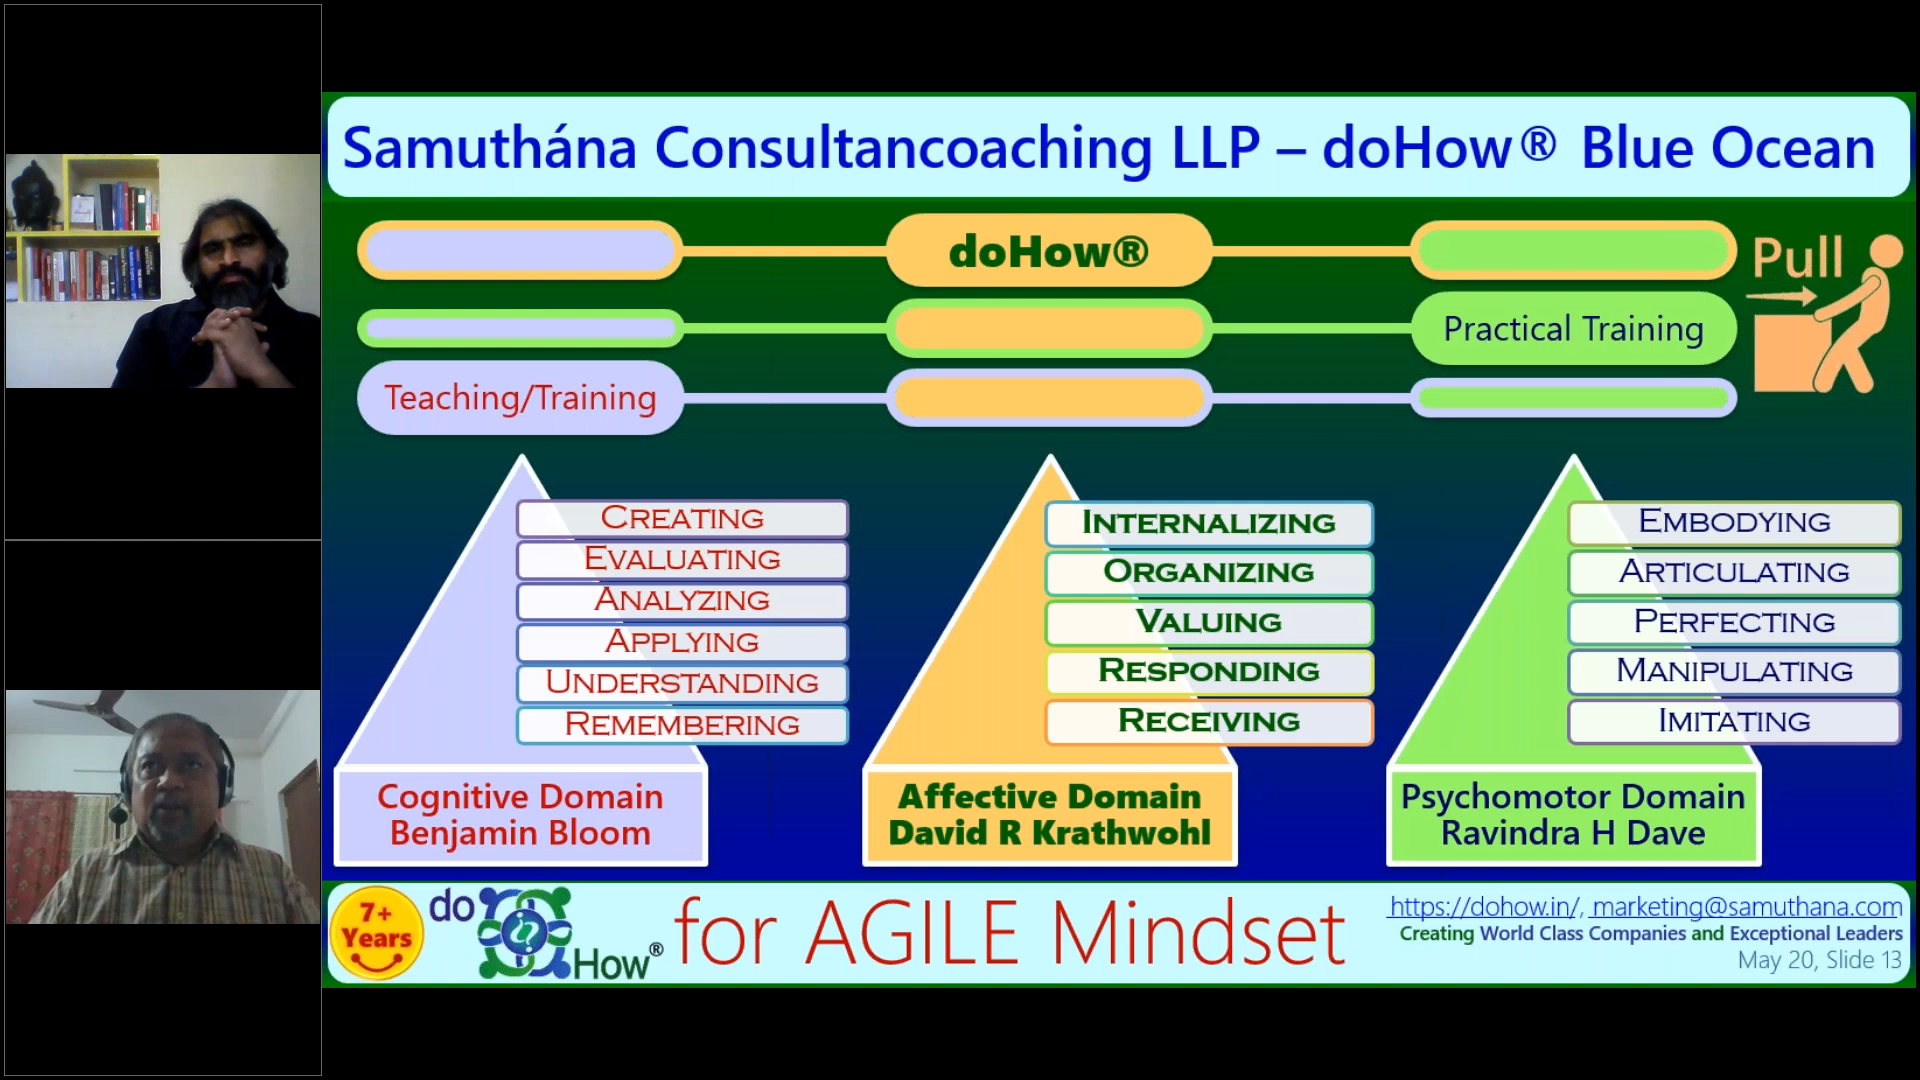 Samuthána Consultancoaching LLP – doHow® Blue Ocean
doHow®
Pull
Practical Training
Teaching/Training
CREATING
EVALUATING
ANALYZING
APPLYING
UNDERSTANDING
REMEMBERING
Cognitive Domain
Benjamin Bloom
INTERNALIZING
ORGANIZING
VALUING
RESPONDING
RECEIVING
Affective Domain
David R Krathwohl
EMBODYING
ARTICULATING
PERFECTING
MANIPULATING
IMITATING
Psychomotor Domain
Ravindra H Dave
7+
Years
do
How®
for AGILE Mindset
https://dohow.in/, marketing@samuthana.com
Creating World Class Companies and Exceptional Leaders
May 20, Slide 13